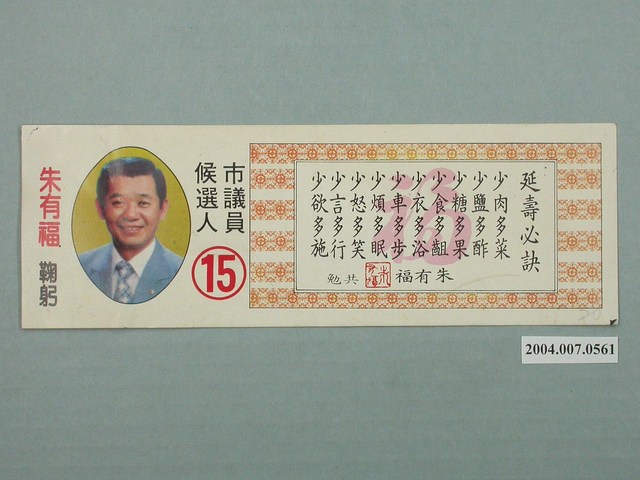 延壽必訣
少肉多菜
少鹽多酢
少糖多果
少食多齟
少衣多浴
少車多步
少煩多眠
少怒多笑
少言多行
少欲多施
朱有福 共勉
福
市議員
候選人
15
朱有福 鞠躬
2004.007.0561